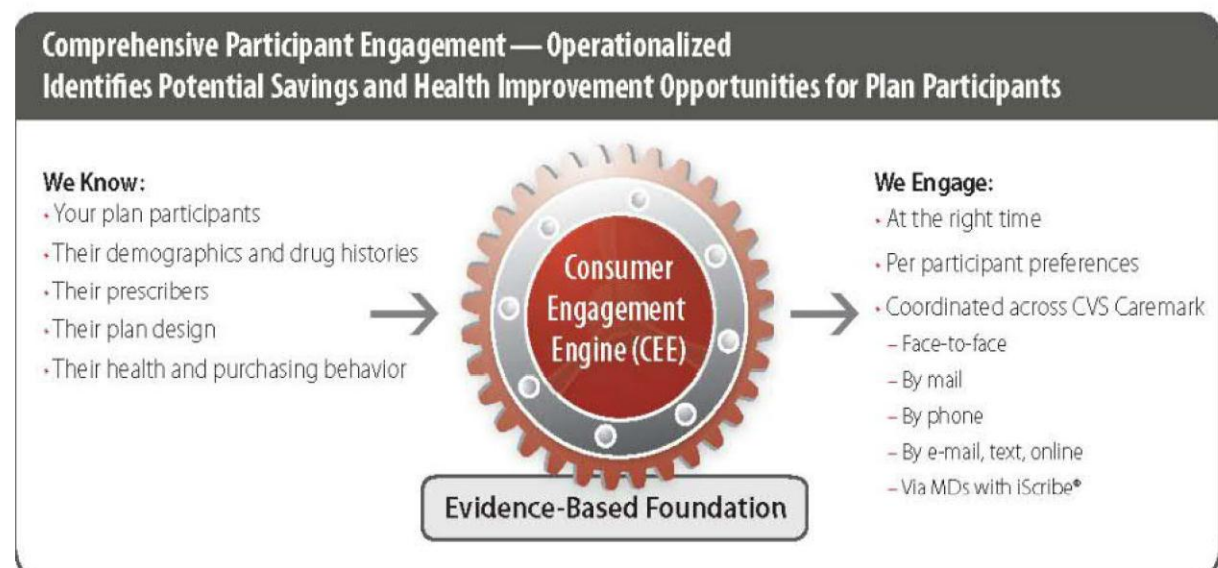 Comprehensive Participant Engagement — Operationalized
Identifies Potential Savings and Health Improvement Opportunities for Plan Participants
We Know:
• Your plan participants
• Their demographics and drug histories
• Their prescribers
• Their plan design
• Their health and purchasing behavior
Consumer
Engagement
Engine (CEE)
Evidence-Based Foundation
We Engage:
• At the right time
• Per participant preferences
• Coordinated across CVS Caremark
– Face-to-face
– By mail
– By phone
– By e-mail, text, online
– Via MDs with iScribe®